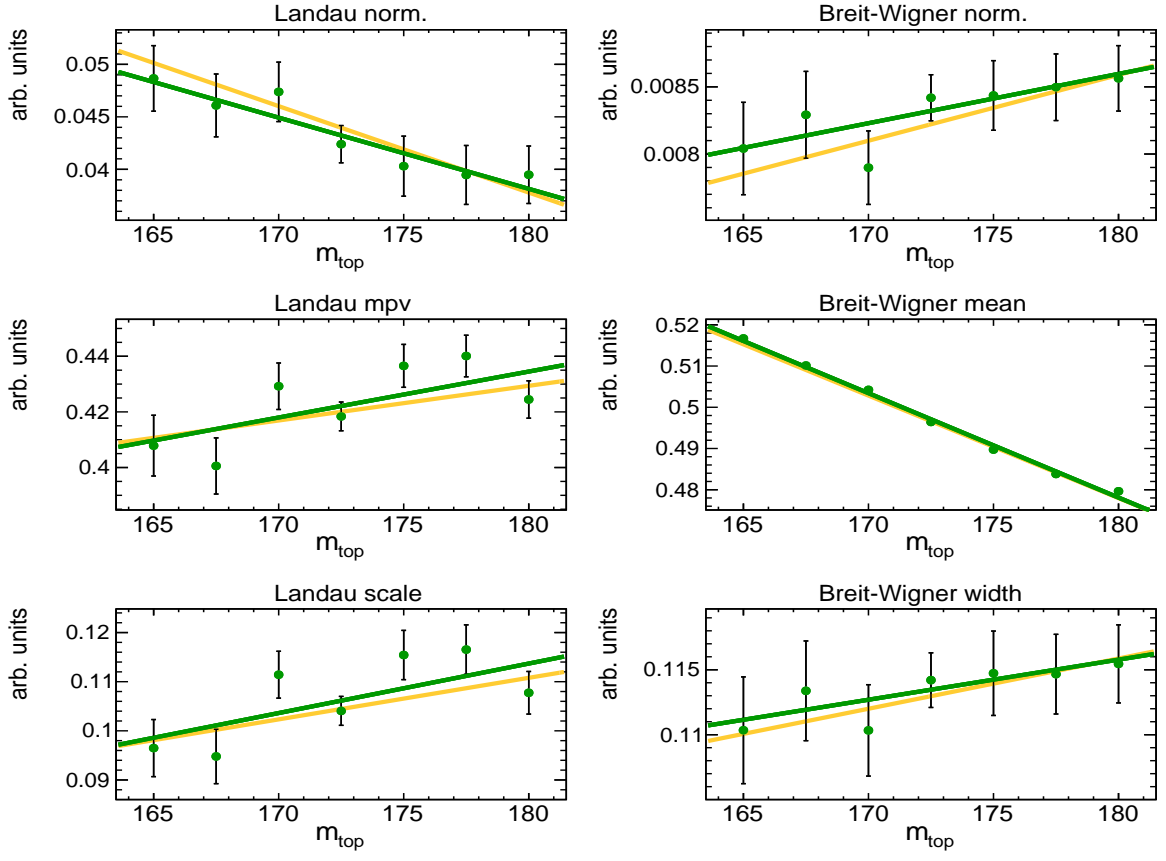 Landau norm.
arb. units
0.05
0.045
0.04
165 170 175 180
m_top
Breit-Wigner norm.
arb. units
0.0085
0.008
165 170 175 180
m_top
Landau mpv
arb. units
0.44
0.42
0.4
165 170 175 180
m_top
Breit-Wigner mean
arb. units
0.52
0.51
0.5
0.49
0.48
165 170 175 180
m_top
Landau scale
arb. units
0.12
0.11
0.1
0.09
165 170 175 180
m_top
Breit-Wigner width
arb. units
0.115
0.11
165 170 175 180
m_top